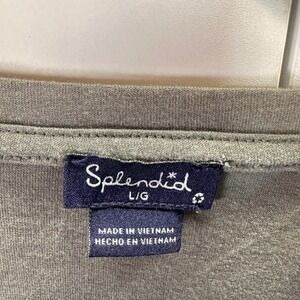 Splendid
L/G
MADE IN VIETNAM
HECHO EN VIETNAM